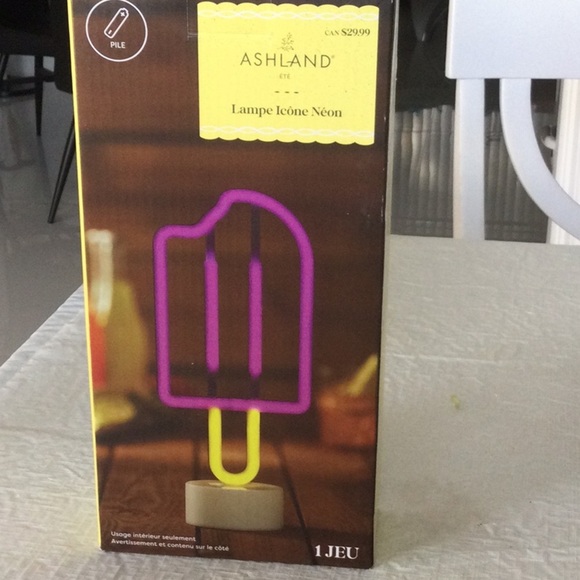 PILE
CAN $29.99
ASHLAND®
ÉTÉ
Lampe Icône Néon
Usage intérieur seulement
Avertissement et contenu sur le côté
1 JEU